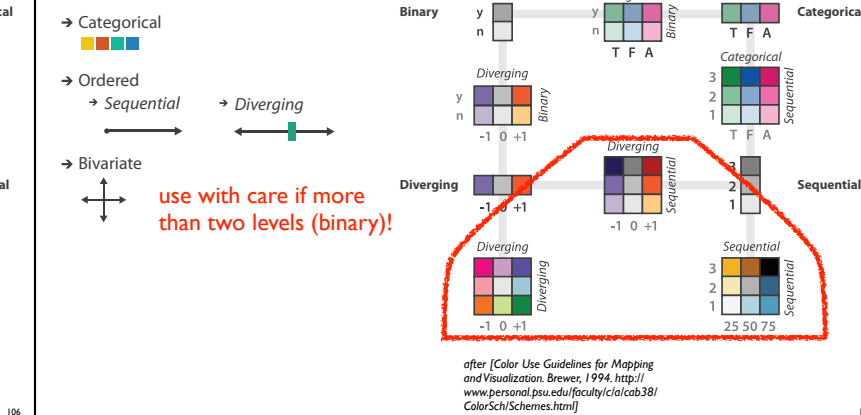 cal
→ Categorical
→ Ordered
→ Sequential
→ Diverging
→ Bivariate
use with care if more
than two levels (binary)!
al
106
Binary
y
n
y
n
T F A
Binary
T F A
Categorica
Diverging
y
n
-1 0 +1
Binary
Categorical
3
2
1
T F A
Sequential
Diverging
-1 0 +1
Diverging
-1 0 +1
Sequential
3
2
1
Sequential
Diverging
-1 0 +1
Diverging
Sequential
3
2
1
25 50 75
Sequential
after [Color Use Guidelines for Mapping
and Visualization. Brewer, 1994. http://
www.personal.psu.edu/faculty/c/a/cab38/
ColorSch/Schemes.html]